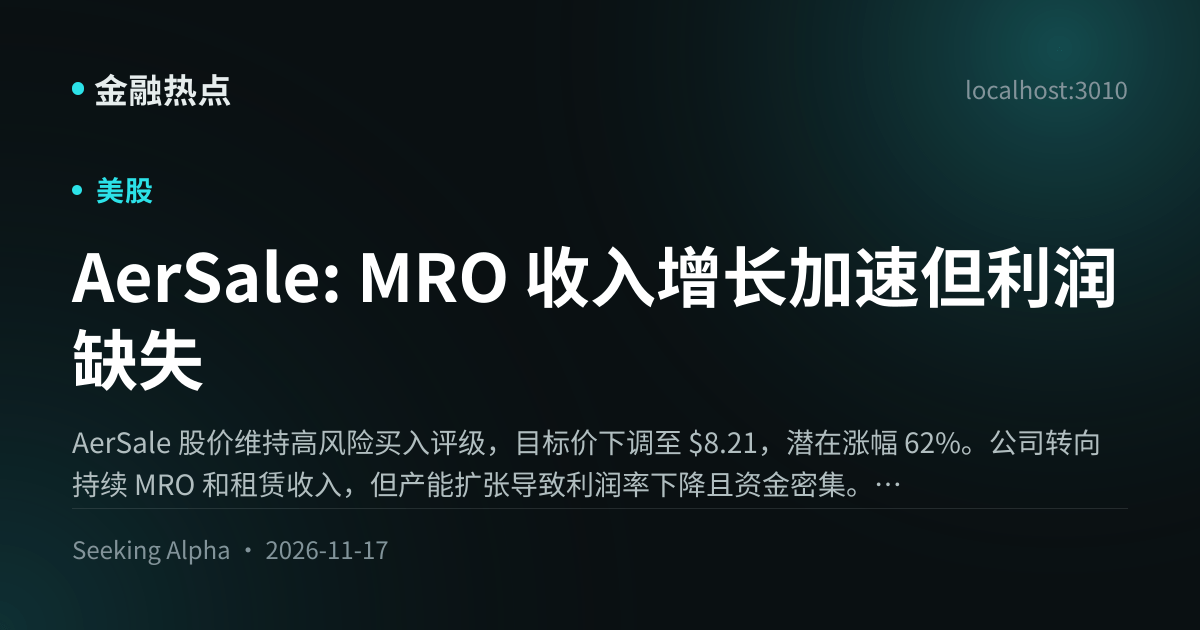 金融热点
localhost:3010
美股
AerSale: MRO 收入增长加速但利润
缺失
AerSale 股价维持高风险买入评级，目标价下调至 $8.21，潜在涨幅 62%。公司转向
持续 MRO 和租赁收入，但产能扩张导致利润率下降且资金密集。…
Seeking Alpha · 2026-11-17